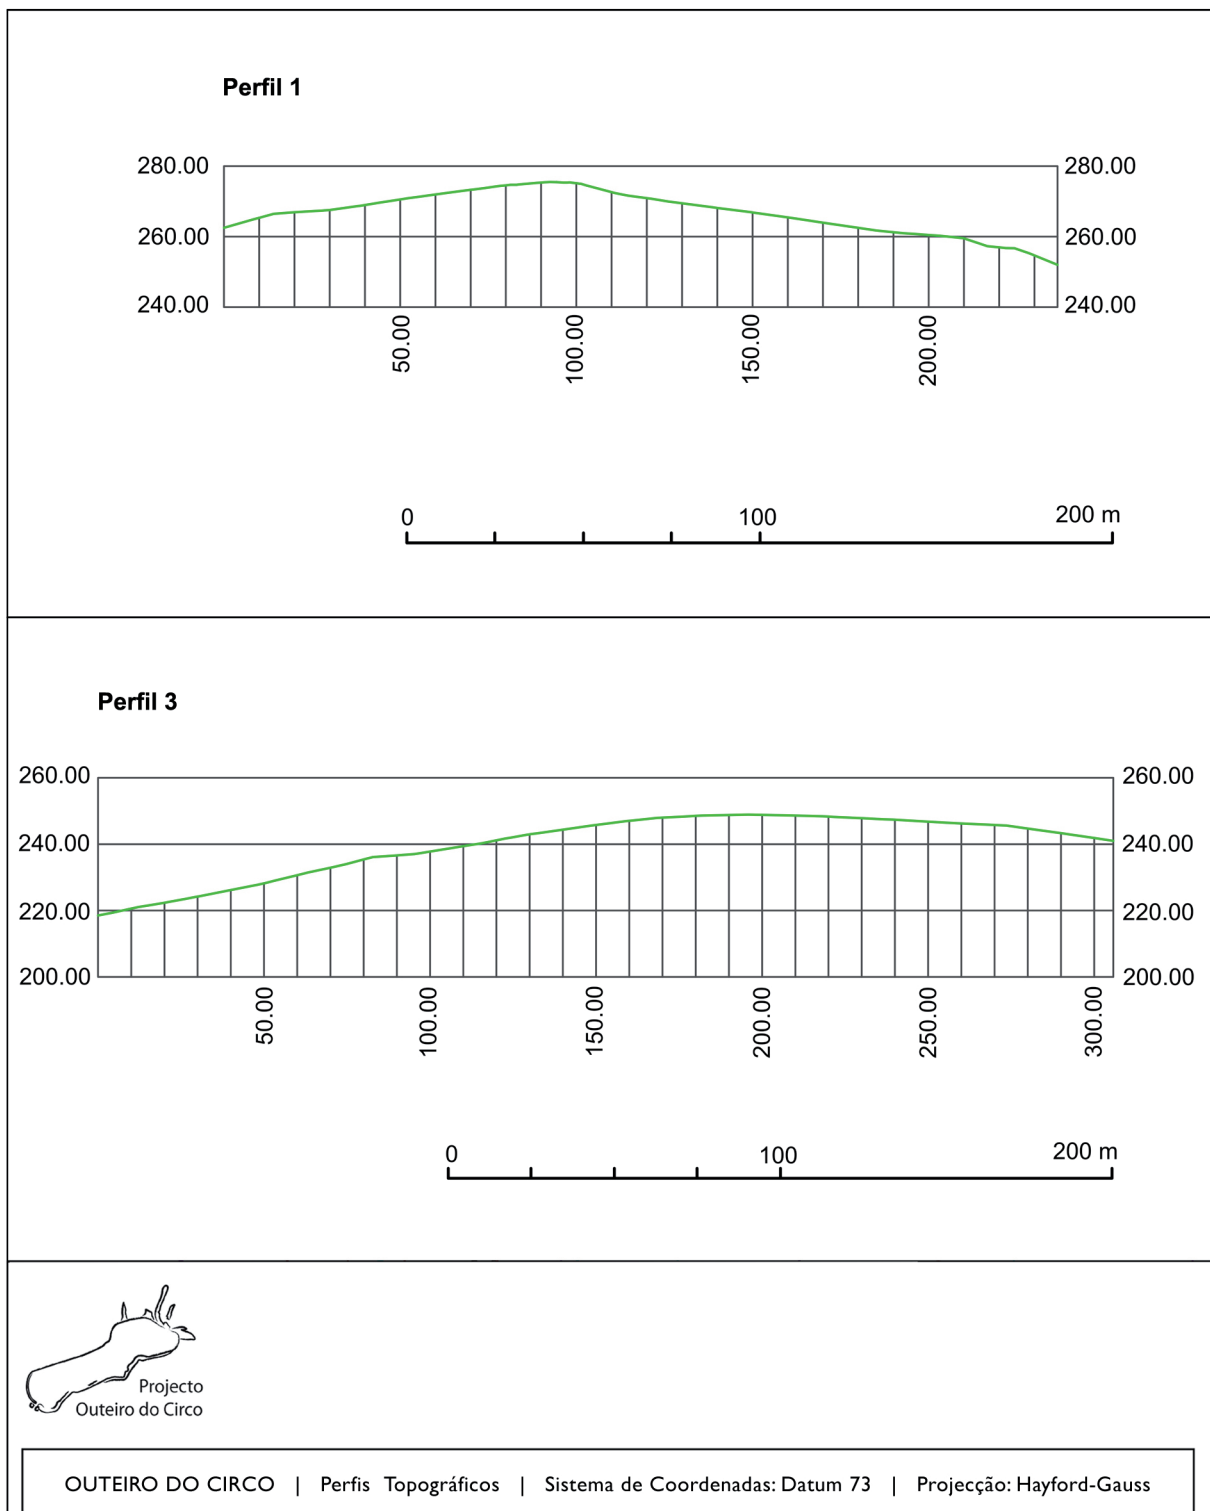 Perfil 1
280.00 280.00
260.00 260.00
240.00 240.00
50.00 100.00 150.00 200.00
0 100 200 m
Perfil 3
260.00 260.00
240.00 240.00
220.00 220.00
200.00 200.00
50.00 100.00 150.00 200.00 250.00 300.00
0 100 200 m
Projecto
Outeiro do Circo
OUTEIRO DO CIRCO | Perfis Topográficos | Sistema de Coordenadas: Datum 73 | Projecção: Hayford-Gauss